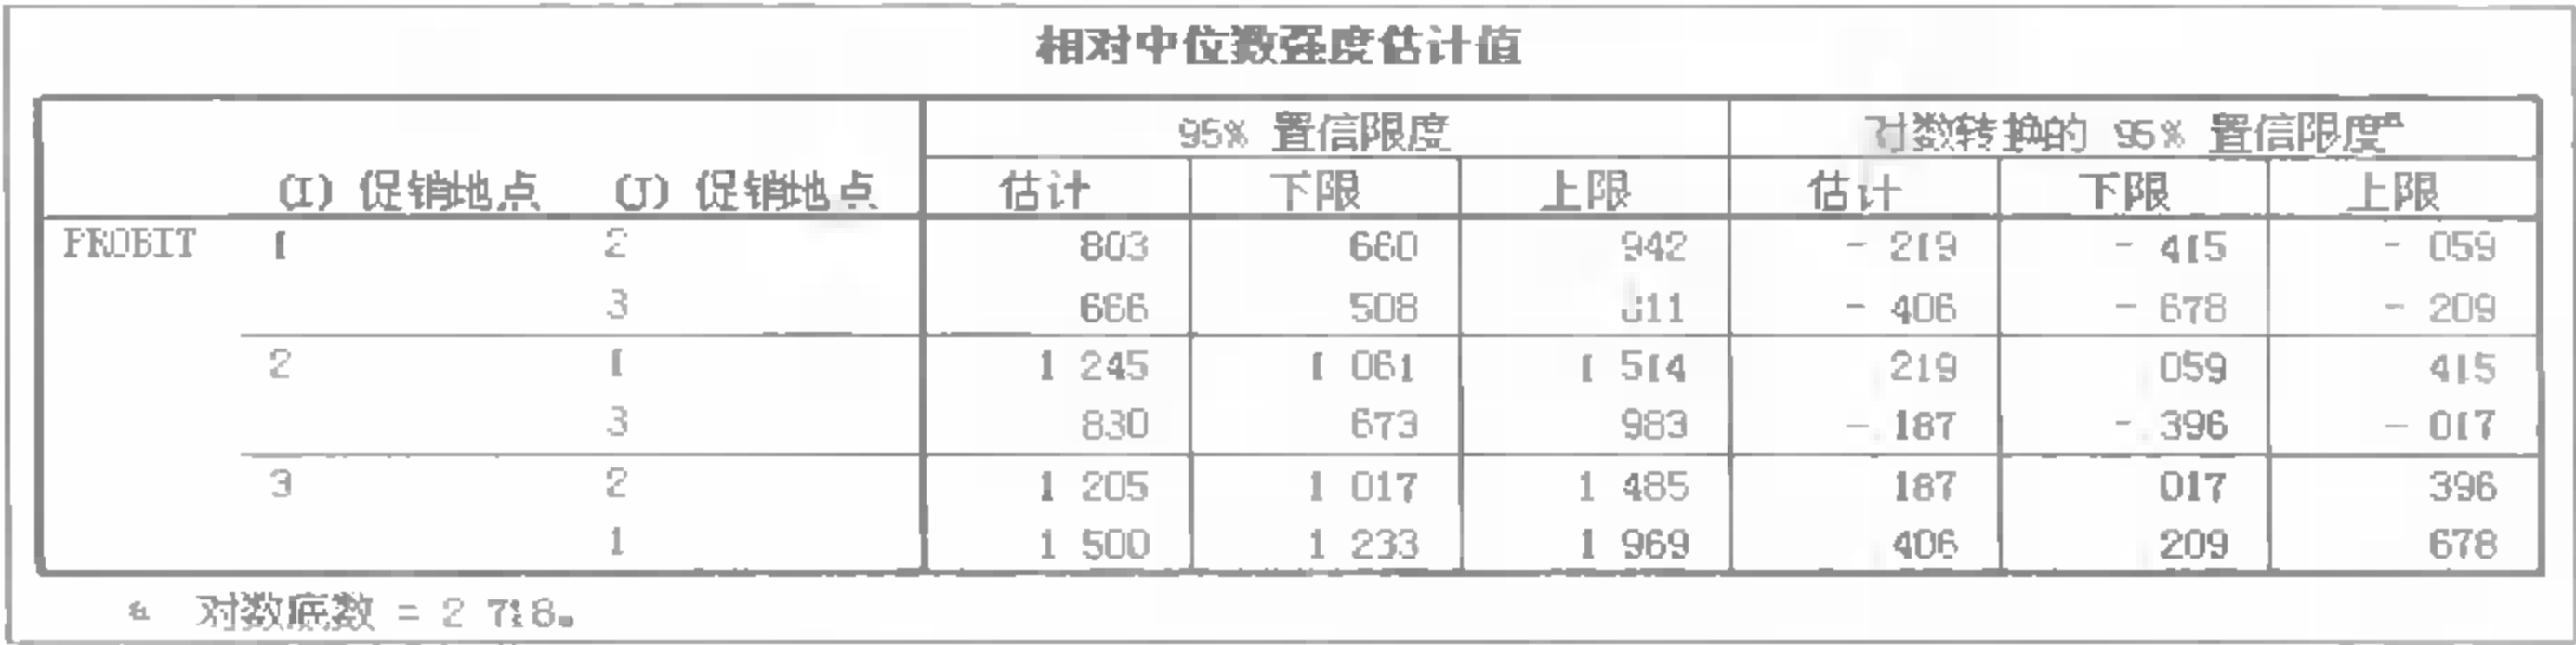 相对中位数强度估计值
95% 置信限度 对数转换的 95% 置信限度a
(I) 促销地点 (J) 促销地点 估计 下限 上限 估计 下限 上限
PROBIT 1 2 803 660 942 - 219 - 415 - 059
3 666 508 811 - 406 - 678 - 209
2 1 1 245 1 061 1 514 219 059 415
3 830 673 983 - 187 - 396 - 017
3 2 1 205 1 017 1 485 187 017 396
1 1 500 1 233 1 969 406 209 678
a 对数底数 = 2 718。